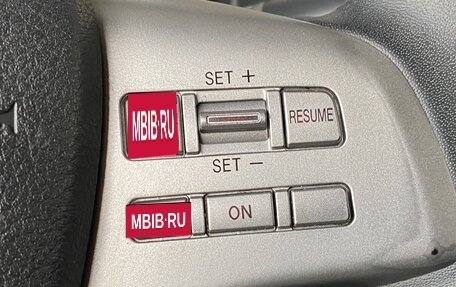 SET +
MBIB·RU
RESUME
SET −
MBIB·RU ON